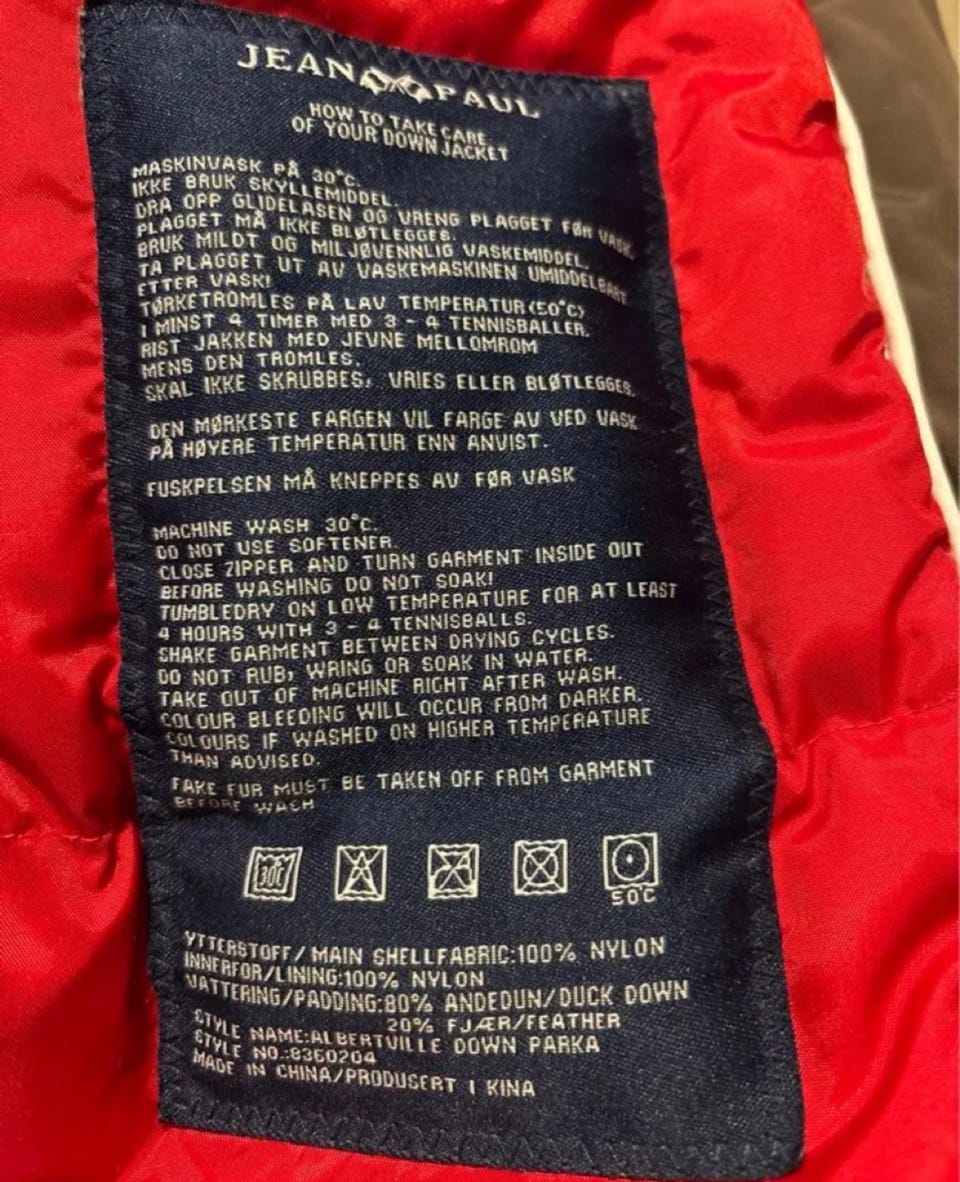 JEAN PAUL
HOW TO TAKE CARE
OF YOUR DOWN JACKET
MASKINVASK PÅ 30°C.
IKKE BRUK SKYLLEMIDDEL.
DRA OPP GLIDELASEN OG VRENG PLAGGET FØR VASK.
PLAGGET MÅ IKKE BLØTLEGGES.
BRUK MILDT OG MILJØVENNLIG VASKEMIDDEL.
TA PLAGGET UT AV VASKEMASKINEN UMIDDELBART
ETTER VASK!
TØRKETROMLES PÅ LAV TEMPERATUR(50°C)
I MINST 4 TIMER MED 3 - 4 TENNISBALLER.
RIST JAKKEN MED JEVNE MELLOMROM
MENS DEN TROMLES.
SKAL IKKE SKRUBBES, VRIES ELLER BLØTLEGGES.
DEN MØRKESTE FARGEN VIL FARGE AV VED VASK
PÅ HØYERE TEMPERATUR ENN ANVIST.
FUSKPELSEN MÅ KNEPPES AV FØR VASK
MACHINE WASH 30°C.
DO NOT USE SOFTENER.
CLOSE ZIPPER AND TURN GARMENT INSIDE OUT
BEFORE WASHING DO NOT SOAK!
TUMBLEDRY ON LOW TEMPERATURE FOR AT LEAST
4 HOURS WITH 3 - 4 TENNISBALLS.
SHAKE GARMENT BETWEEN DRYING CYCLES.
DO NOT RUB, WRING OR SOAK IN WATER.
TAKE OUT OF MACHINE RIGHT AFTER WASH.
COLOUR BLEEDING WILL OCCUR FROM DARKER.
COLOURS IF WASHED ON HIGHER TEMPERATURE
THAN ADVISED.
FAKE FUR MUST BE TAKEN OFF FROM GARMENT
BEFORE WASH
30C
50°C
YTTERSTOFF/MAIN SHELLFABRIC:100% NYLON
INNERFOR/LINING:100% NYLON
VATTERING/PADDING:80% ANDEDUN/DUCK DOWN
20% FJÆR/FEATHER
STYLE NAME:ALBERTVILLE DOWN PARKA
STYLE NO.:8360204
MADE IN CHINA/PRODUSERT I KINA